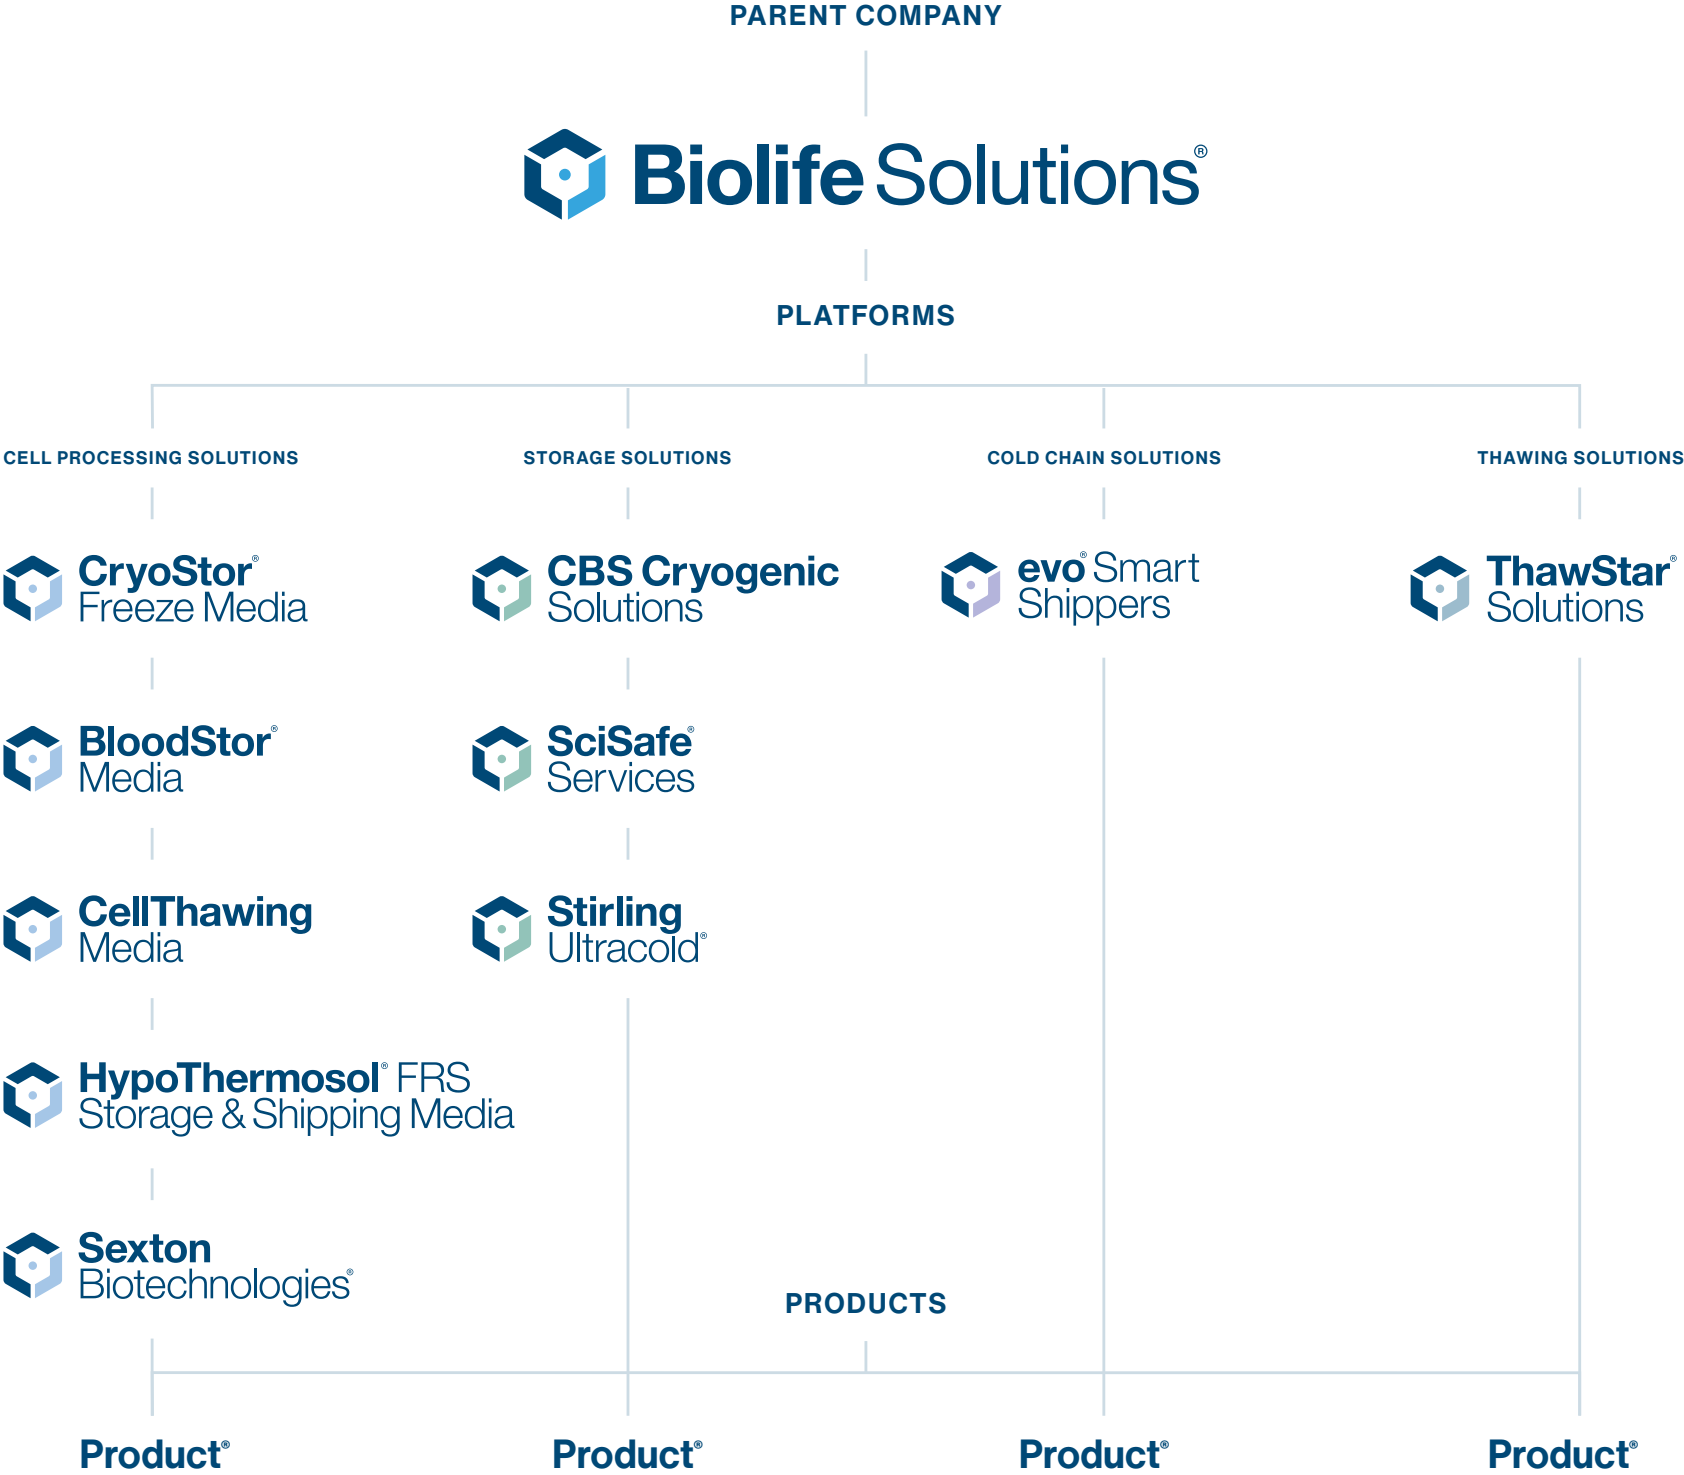 PARENT COMPANY
Biolife Solutions®
PLATFORMS
CELL PROCESSING SOLUTIONS
STORAGE SOLUTIONS
COLD CHAIN SOLUTIONS
THAWING SOLUTIONS
CryoStor®
Freeze Media
CBS Cryogenic
Solutions
evo® Smart
Shippers
ThawStar®
Solutions
BloodStor®
Media
SciSafe®
Services
CellThawing
Media
Stirling
Ultracold®
HypoThermosol® FRS
Storage & Shipping Media
Sexton
Biotechnologies®
PRODUCTS
Product®
Product®
Product®
Product®